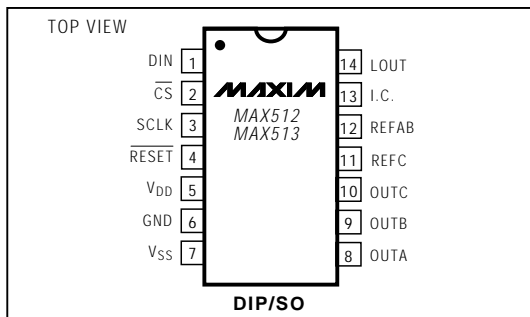 TOP VIEW
DIN 1
CS 2
SCLK 3
RESET 4
VDD 5
GND 6
VSS 7
MAXIM
MAX512
MAX513
14 LOUT
13 I.C.
12 REFAB
11 REFC
10 OUTC
9 OUTB
8 OUTA
DIP/SO